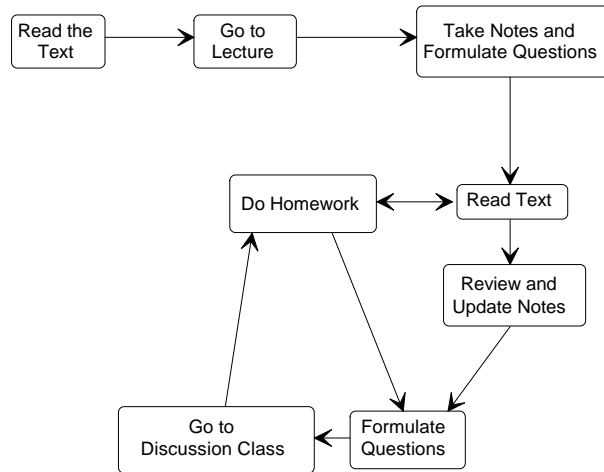 Read the
Text
Go to
Lecture
Take Notes and
Formulate Questions
Do Homework
Read Text
Review and
Update Notes
Go to
Discussion Class
Formulate
Questions